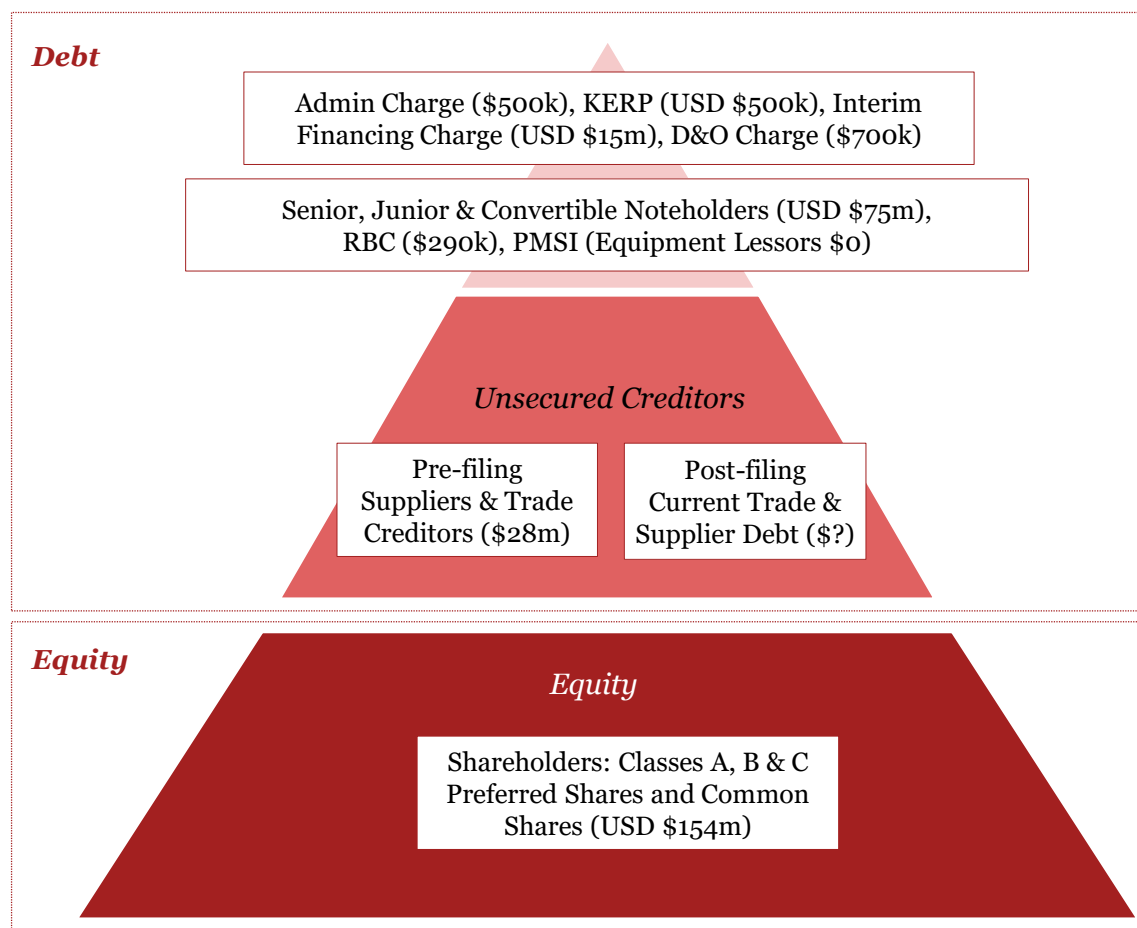 Debt
Admin Charge ($500k), KERP (USD $500k), Interim
Financing Charge (USD $15m), D&O Charge ($700k)
Senior, Junior & Convertible Noteholders (USD $75m),
RBC ($290k), PMSI (Equipment Lessors $0)
Unsecured Creditors
Pre-filing
Suppliers & Trade
Creditors ($28m)
Post-filing
Current Trade &
Supplier Debt ($?)
Equity
Equity
Shareholders: Classes A, B & C
Preferred Shares and Common
Shares (USD $154m)